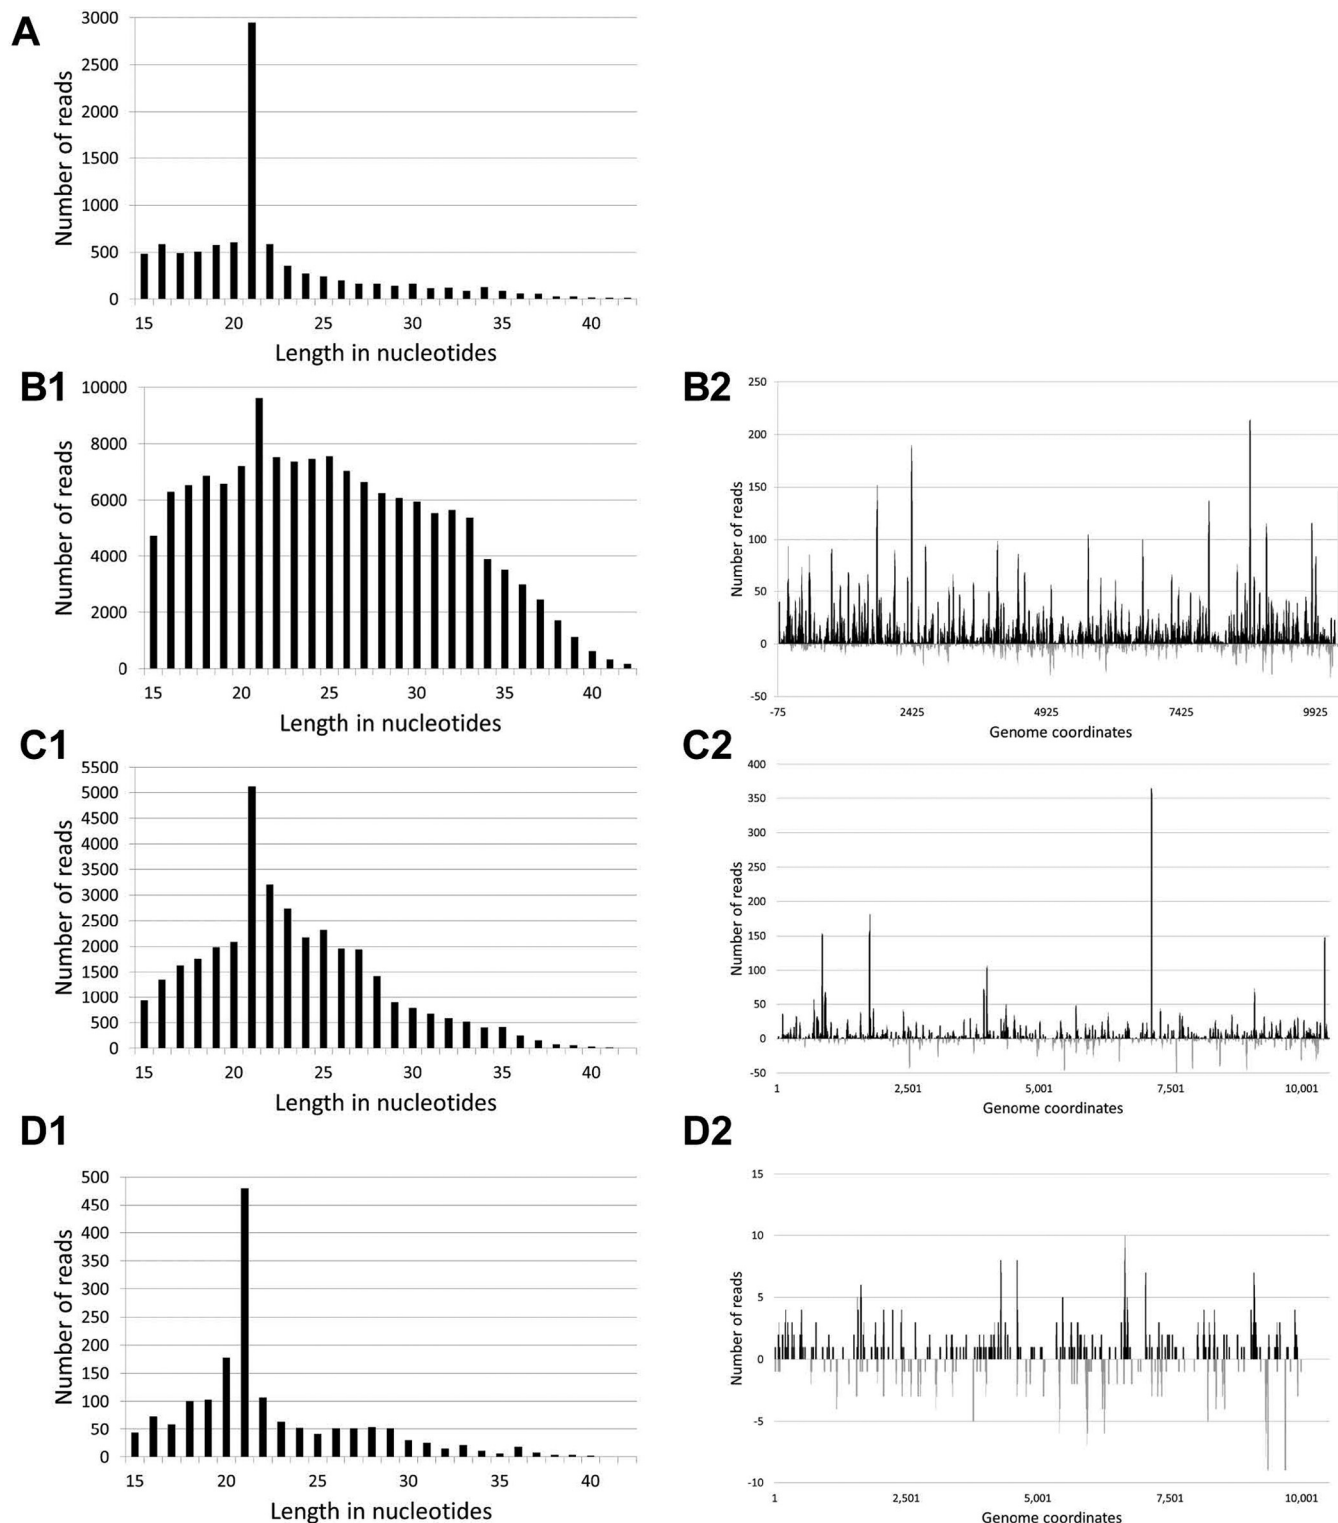 A
3000
2500
2000
1500
1000
500
0
Number of reads
15 20 25 30 35 40
Length in nucleotides
B1
10000
8000
6000
4000
2000
0
Number of reads
15 20 25 30 35 40
Length in nucleotides
B2
250
200
150
100
50
0
-50
Number of reads
-75 2425 4925 7425 9925
Genome coordinates
C1
5500
5000
4500
4000
3500
3000
2500
2000
1500
1000
500
0
Number of reads
15 20 25 30 35 40
Length in nucleotides
C2
400
350
300
250
200
150
100
50
0
-50
Number of reads
1 2,501 5,001 7,501 10,001
Genome coordinates
D1
500
450
400
350
300
250
200
150
100
50
0
Number of reads
15 20 25 30 35 40
Length in nucleotides
D2
15
10
5
0
-5
-10
Number of reads
1 2,501 5,001 7,501 10,001
Genome coordinates